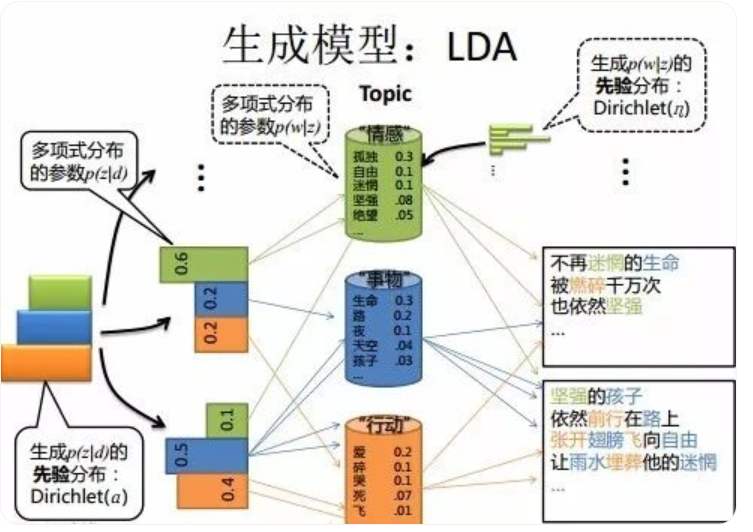 生成模型：LDA
生成p(w|z)的
先验分布：
Dirichlet(η)
Topic
多项式分布
的参数p(w|z)
多项式分布
的参数p(z|d)
...
...
...
"情感"
孤独 0.3
自由 0.1
迷惘 0.1
坚强 .08
绝望 .05
...
0.6
0.2
0.2
"事物"
生命 0.3
路 0.2
夜 0.1
天空 .04
孩子 .03
...
不再迷惘的生命
被燃碎千万次
也依然坚强
...
0.1
0.5
0.4
"行动"
爱 0.2
碎 0.1
哭 0.1
死 .07
飞 .01
坚强的孩子
依然前行在路上
张开翅膀飞向自由
让雨水埋葬他的迷惘
...
生成p(z|d)的
先验分布：
Dirichlet(α)